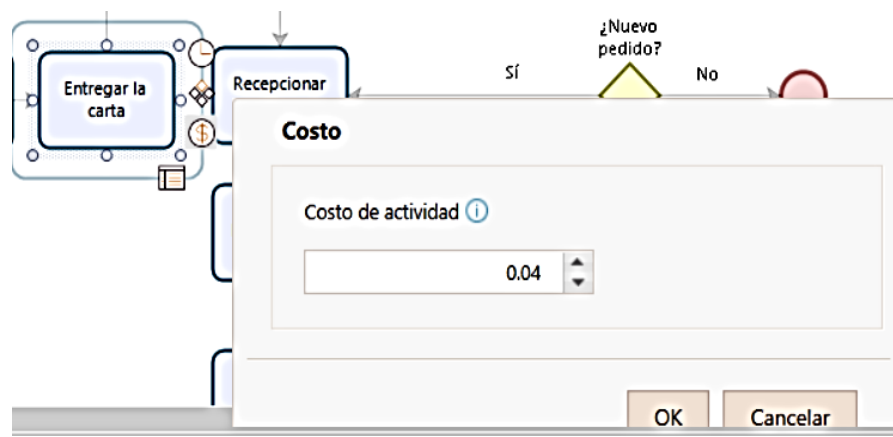 ¿Nuevo
pedido?
Sí
No
Entregar la
carta
Recepcionar
Costo
Costo de actividad
0.04
OK
Cancelar